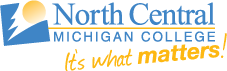 North Central
MICHIGAN COLLEGE
It's what matters!